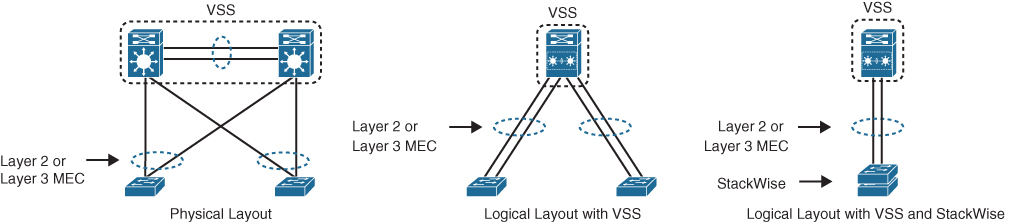 VSS
Layer 2 or
Layer 3 MEC
Physical Layout
VSS
Layer 2 or
Layer 3 MEC
Logical Layout with VSS
VSS
Layer 2 or
Layer 3 MEC
StackWise
Logical Layout with VSS and StackWise